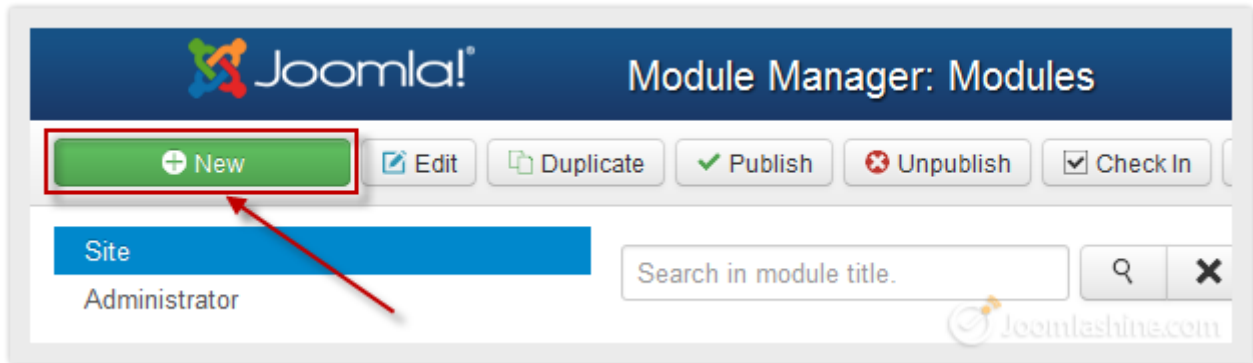 Joomla!® Module Manager: Modules
New Edit Duplicate Publish Unpublish Check In
Site
Search in module title.
Administrator
Joomlashine.com